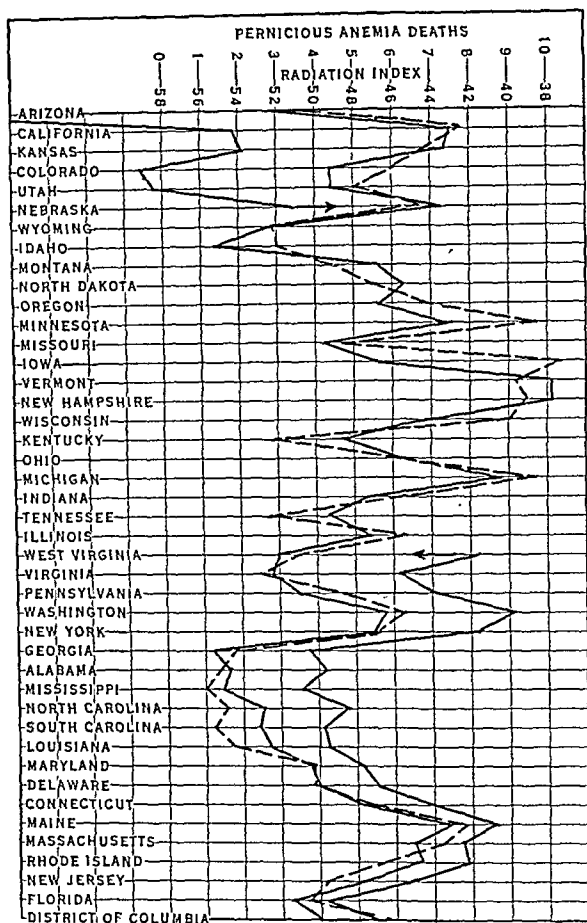 PERNICIOUS ANEMIA DEATHS
0 1 2 3 4 5 6 7 8 9 10
RADIATION INDEX
58 56 54 52 50 48 46 44 42 40 38
ARIZONA
CALIFORNIA
KANSAS
COLORADO
UTAH
NEBRASKA
WYOMING
IDAHO
MONTANA
NORTH DAKOTA
OREGON
MINNESOTA
MISSOURI
IOWA
VERMONT
NEW HAMPSHIRE
WISCONSIN
KENTUCKY
OHIO
MICHIGAN
INDIANA
TENNESSEE
ILLINOIS
WEST VIRGINIA
VIRGINIA
PENNSYLVANIA
WASHINGTON
NEW YORK
GEORGIA
ALABAMA
MISSISSIPPI
NORTH CAROLINA
SOUTH CAROLINA
LOUISIANA
MARYLAND
DELAWARE
CONNECTICUT
MAINE
MASSACHUSETTS
RHODE ISLAND
NEW JERSEY
FLORIDA
DISTRICT OF COLUMBIA